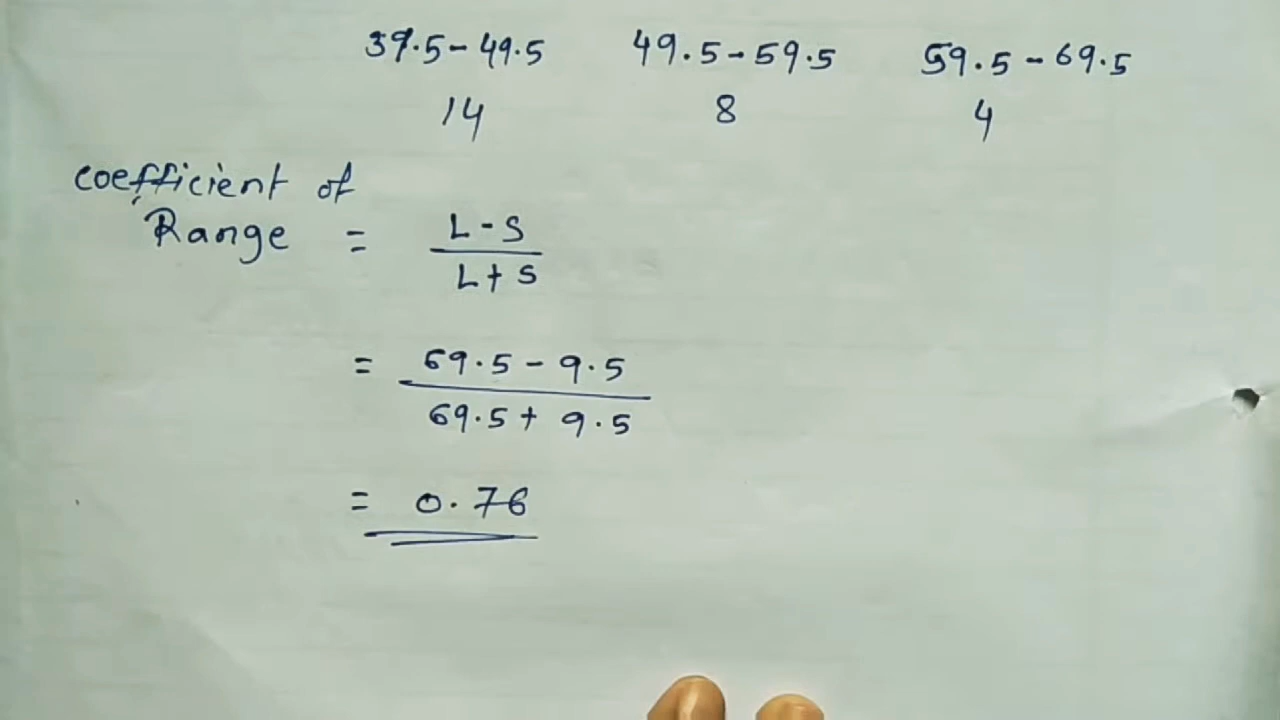 39.5-49.5 49.5-59.5 59.5-69.5
14 8 4
coefficient of
Range = L-S
L+S
= 69.5-9.5
69.5+9.5
= 0.76